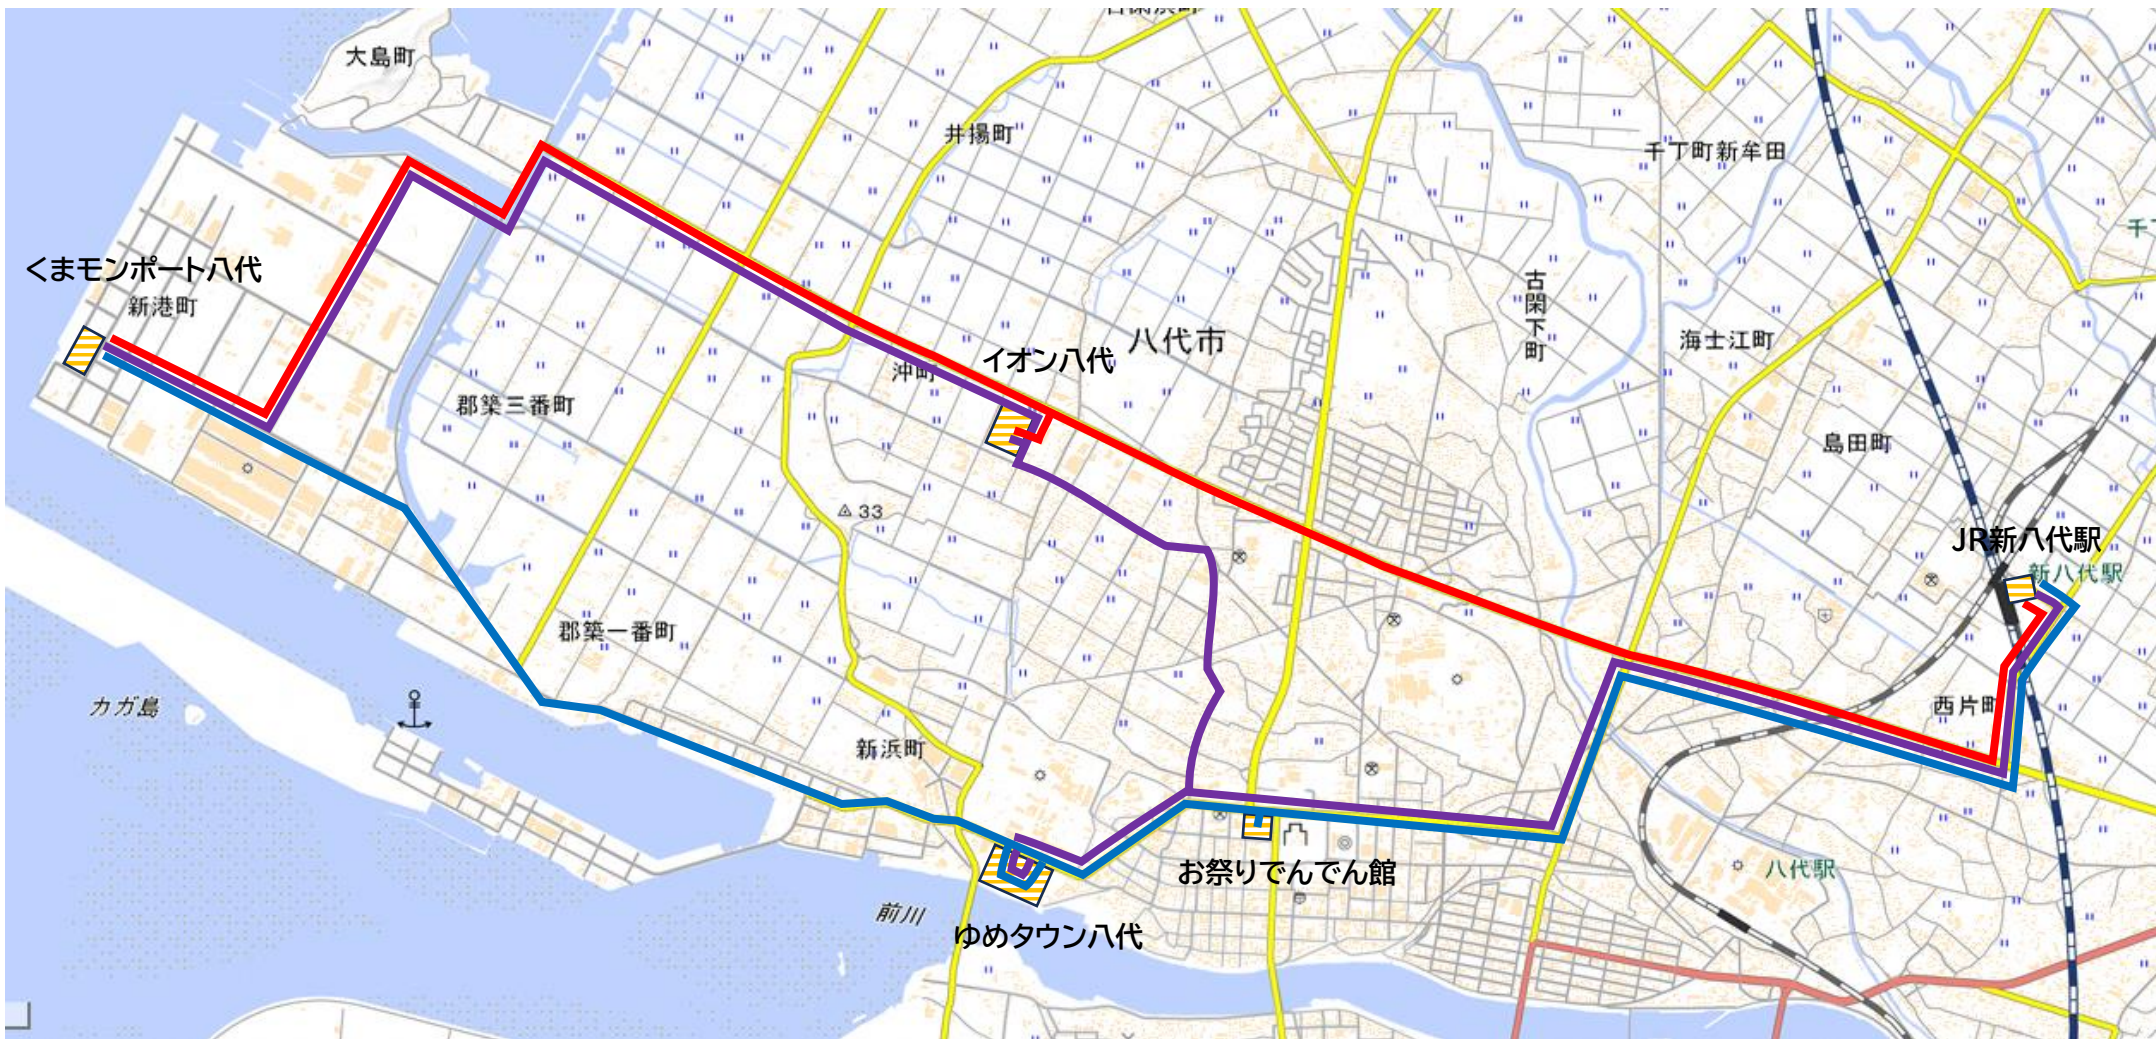 大島町
井揚町
千丁町新牟田
くまモンポート八代
新港町
古閑下町
八代市
イオン八代
海士江町
沖町
郡築三番町
島田町
33
JR新八代駅
新八代駅
郡築一番町
カガ島
西片町
新浜町
お祭りでんでん館
八代駅
前川
ゆめタウン八代